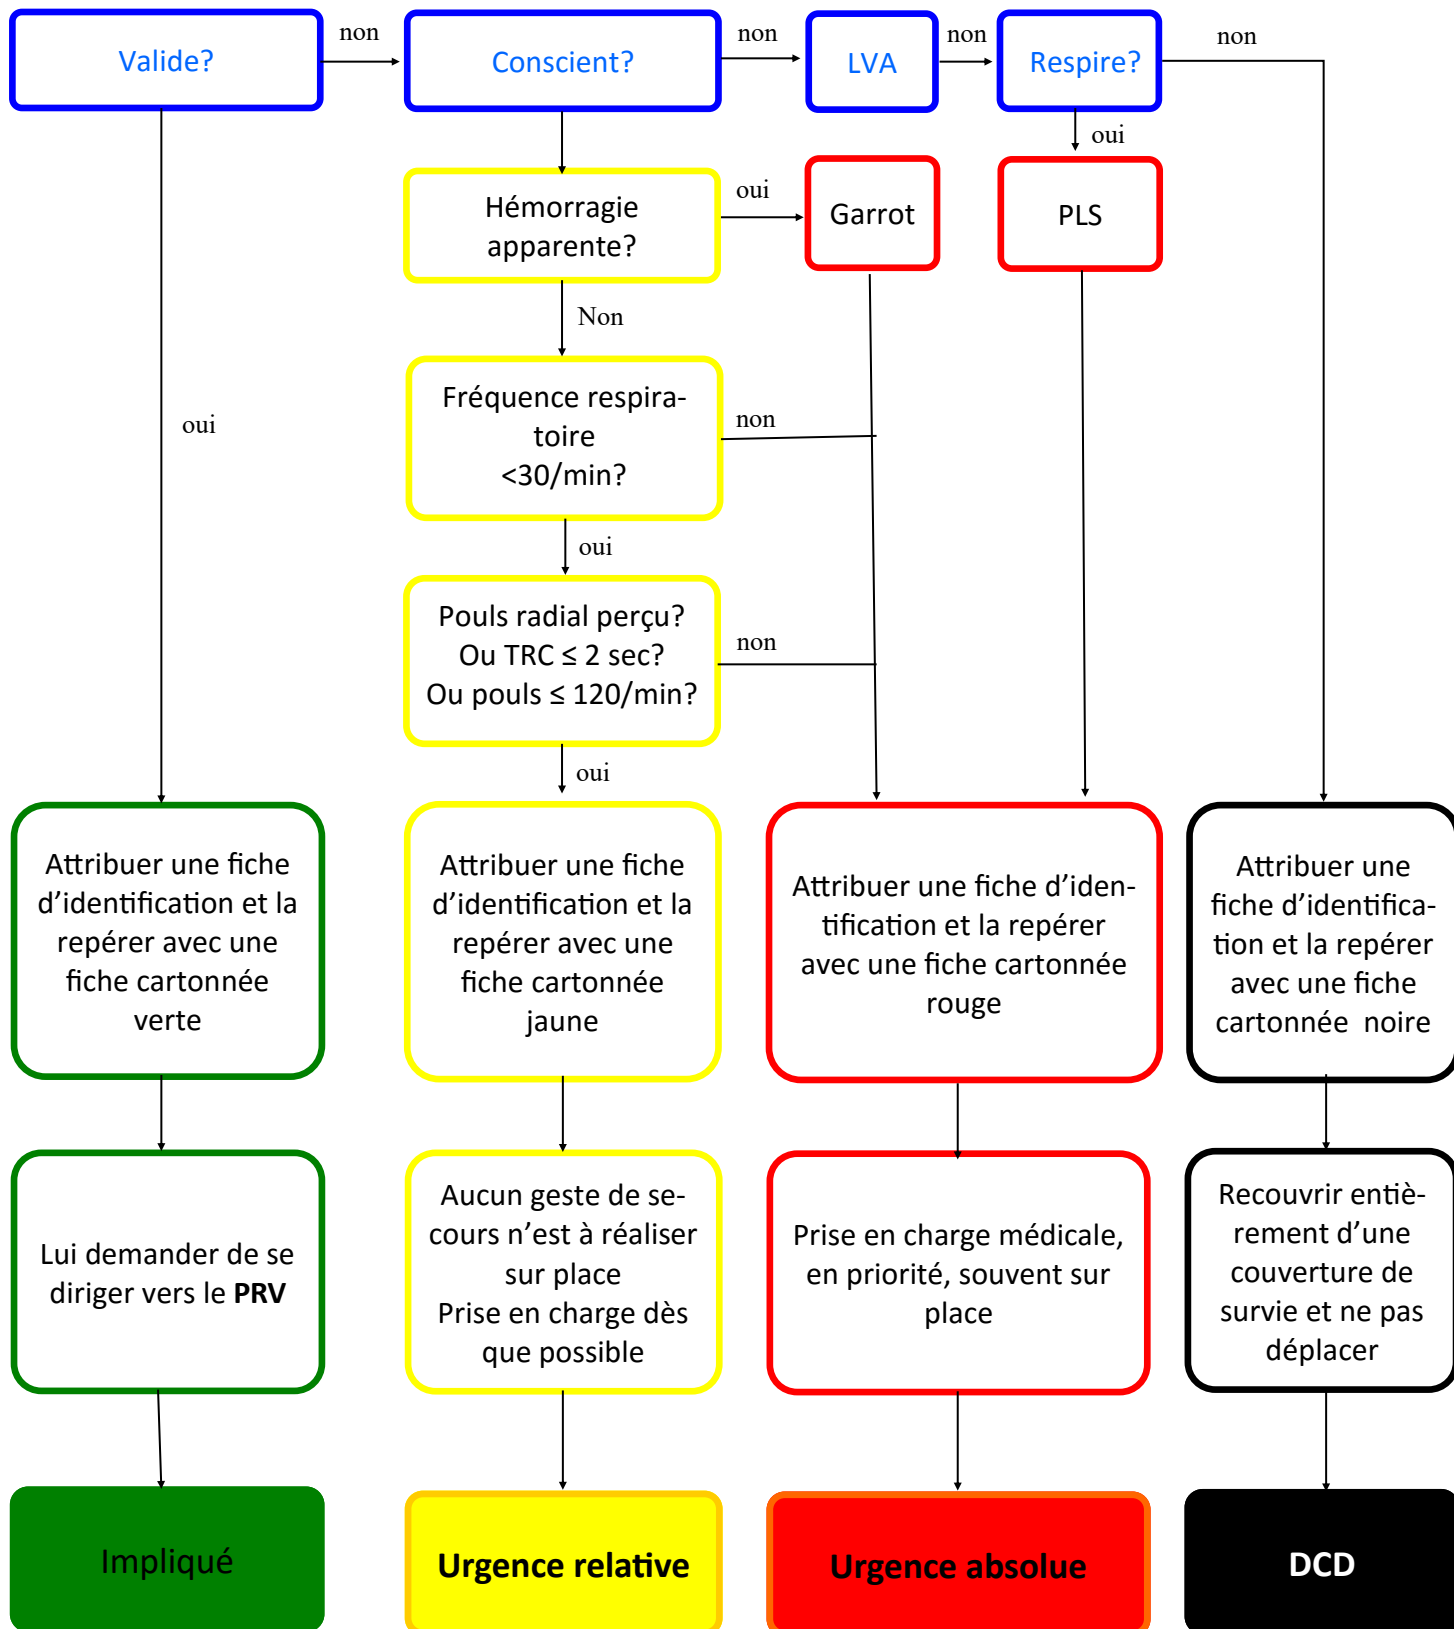 Valide?
non
Conscient?
non
LVA
non
Respire?
non
oui
Hémorragie
apparente?
oui
Garrot
PLS
Non
Fréquence respira-
toire
<30/min?
non
oui
oui
Pouls radial perçu?
Ou TRC ≤ 2 sec?
Ou pouls ≤ 120/min?
non
oui
Attribuer une fiche
d’identification et la
repérer avec une
fiche cartonnée
verte
Attribuer une fiche
d’identification et la
repérer avec une
fiche cartonnée
jaune
Attribuer une fiche d’iden-
tification et la repérer
avec une fiche cartonnée
rouge
Attribuer une
fiche d’identifica-
tion et la repérer
avec une fiche
cartonnée noire
Lui demander de se
diriger vers le PRV
Aucun geste de se-
cours n’est à réaliser
sur place
Prise en charge dès
que possible
Prise en charge médicale,
en priorité, souvent sur
place
Recouvrir entiè-
rement d’une
couverture de
survie et ne pas
déplacer
Impliqué
Urgence relative
Urgence absolue
DCD